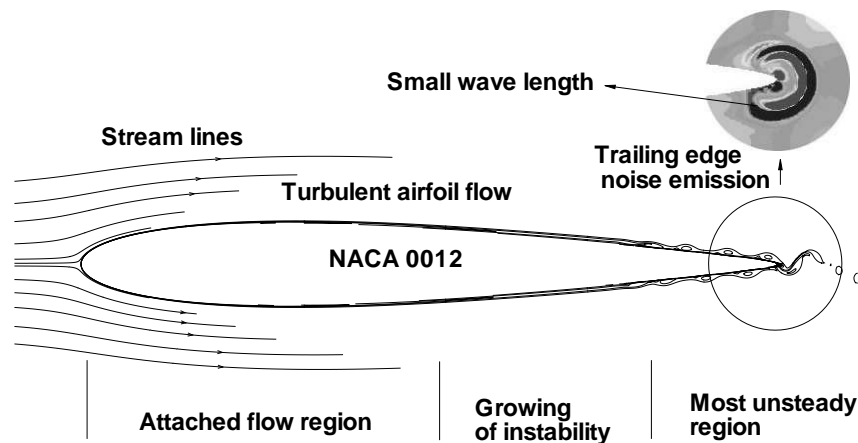 Small wave length
Stream lines
Trailing edge
noise emission
Turbulent airfoil flow
NACA 0012
Attached flow region
Growing
of instability
Most unsteady
region